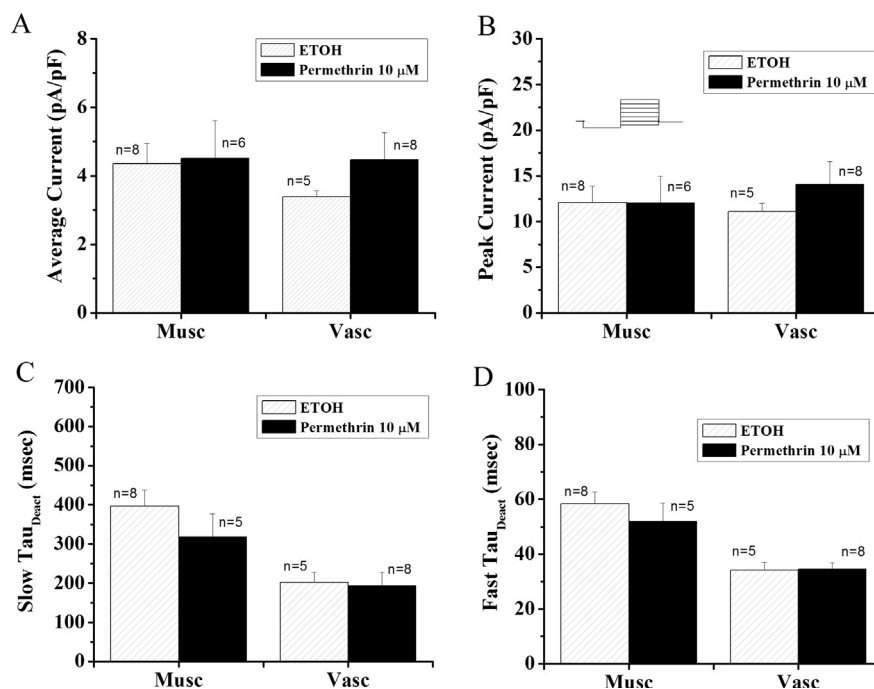 A
Average Current (pA/pF)
8
6
4
2
0
ETOH
Permethrin 10 μM
n=8
n=6
n=5
n=8
Musc
Vasc
B
Peak Current (pA/pF)
30
25
20
15
10
5
0
ETOH
Permethrin 10 μM
n=8
n=6
n=5
n=8
Musc
Vasc
C
Slow Tau Deact (msec)
700
600
500
400
300
200
100
0
ETOH
Permethrin 10 μM
n=8
n=5
n=5
n=8
Musc
Vasc
D
Fast Tau Deact (msec)
100
80
60
40
20
0
ETOH
Permethrin 10 μM
n=8
n=5
n=5
n=8
Musc
Vasc